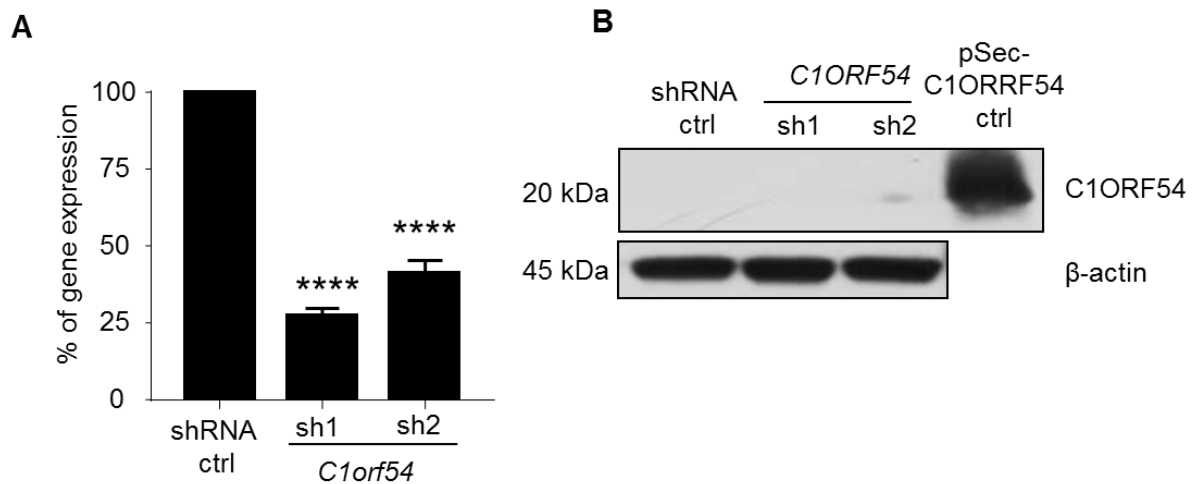 A
% of gene expression
100
75
50
25
0
****
****
shRNA
ctrl
sh1
sh2
C1orf54
B
shRNA
ctrl
C1ORF54
sh1
sh2
pSec-
C1ORRF54
ctrl
20 kDa
C1ORF54
45 kDa
β-actin